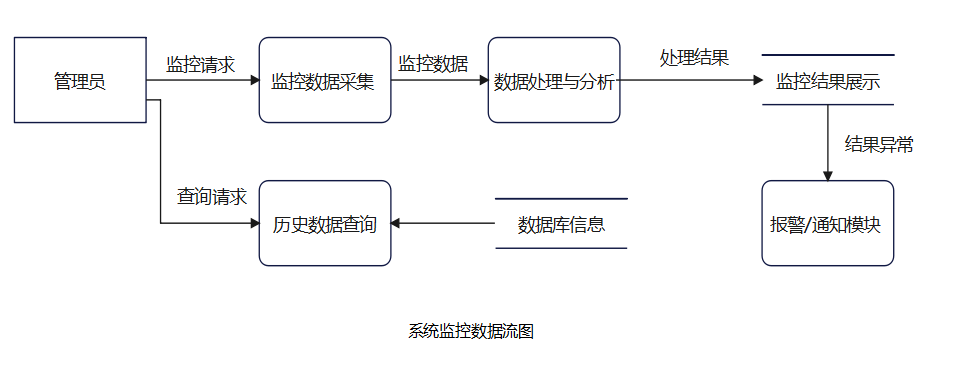 管理员
监控请求
监控数据采集
监控数据
数据处理与分析
处理结果
监控结果展示
结果异常
查询请求
历史数据查询
数据库信息
报警/通知模块
系统监控数据流图